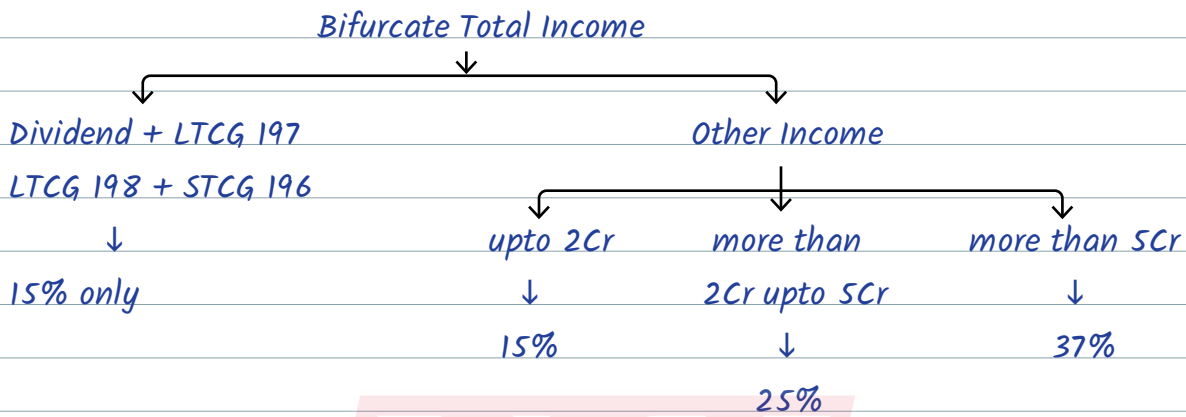 Bifurcate Total Income
Dividend + LTCG 197
LTCG 198 + STCG 196
↓
15% only
Other Income
upto 2Cr
↓
15%
more than
2Cr upto 5Cr
↓
25%
more than 5Cr
↓
37%